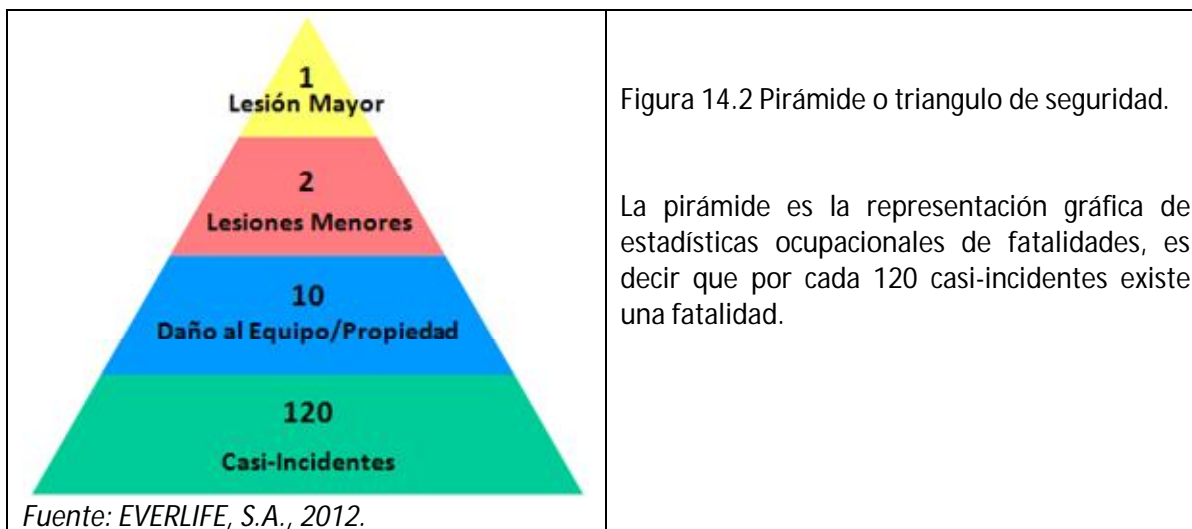 1
Lesión Mayor
2
Lesiones Menores
10
Daño al Equipo/Propiedad
120
Casi-Incidentes
Fuente: EVERLIFE, S.A., 2012.
Figura 14.2 Pirámide o triangulo de seguridad.
La pirámide es la representación gráfica de
estadísticas ocupacionales de fatalidades, es
decir que por cada 120 casi-incidentes existe
una fatalidad.